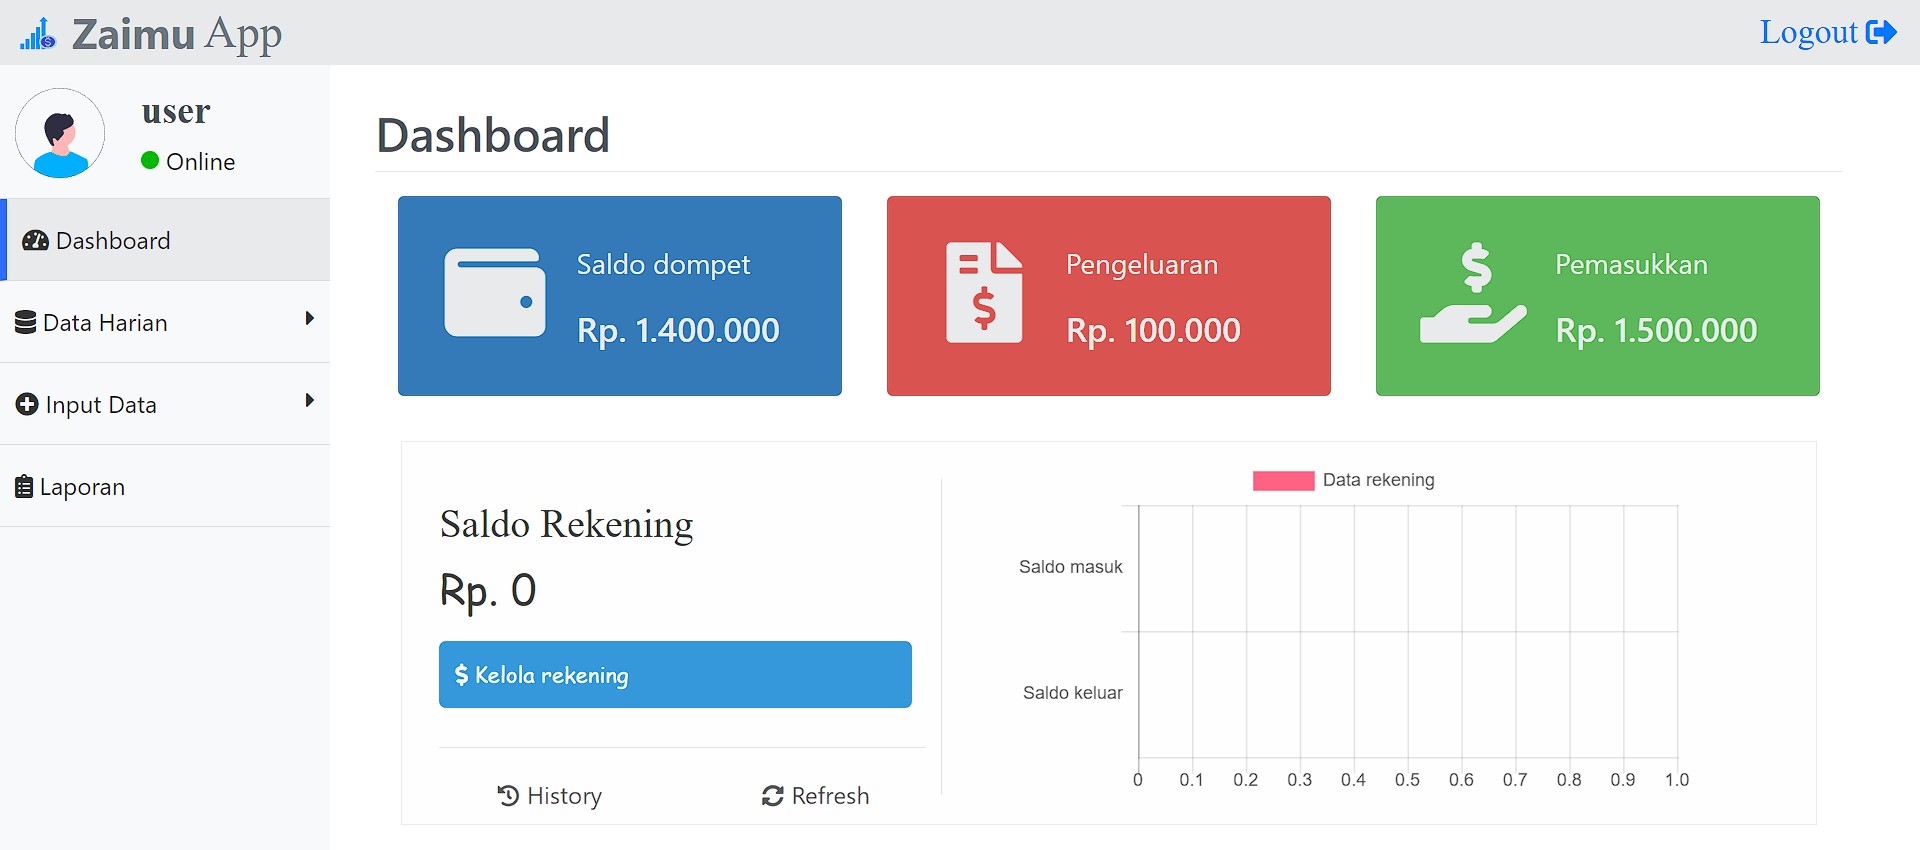 Zaimu App
Logout
user
Online
Dashboard
Data Harian
Input Data
Laporan
Dashboard
Saldo dompet
Rp. 1.400.000
Pengeluaran
Rp. 100.000
Pemasukkan
Rp. 1.500.000
Saldo Rekening
Rp. 0
$ Kelola rekening
History
Refresh
Data rekening
Saldo masuk
Saldo keluar
0 0.1 0.2 0.3 0.4 0.5 0.6 0.7 0.8 0.9 1.0